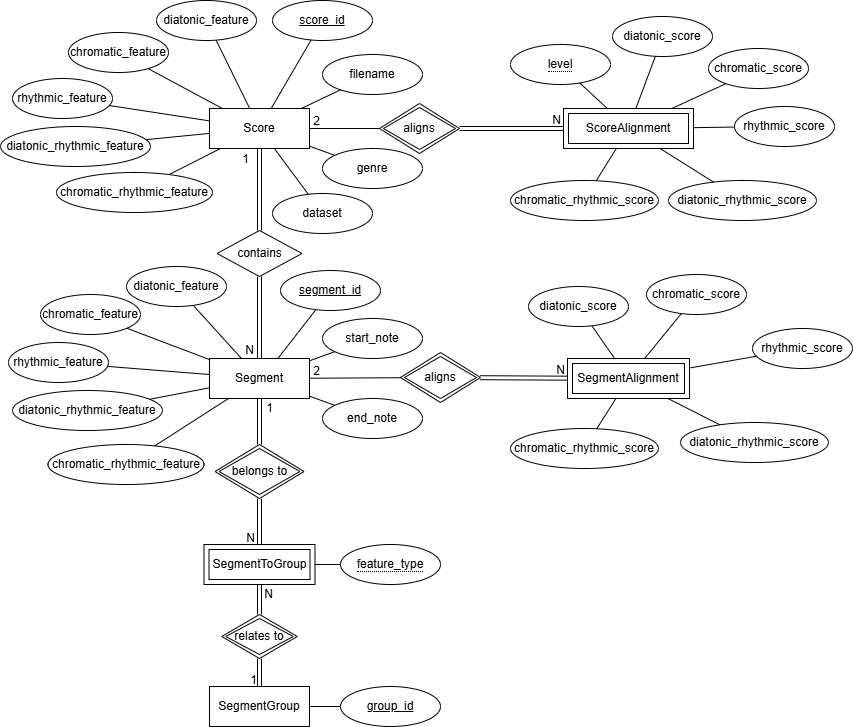 diatonic_feature
score_id
chromatic_feature
filename
rhythmic_feature
Score
diatonic_rhythmic_feature
chromatic_rhythmic_feature
genre
dataset
2
aligns
N
ScoreAlignment
level
diatonic_score
chromatic_score
rhythmic_score
diatonic_rhythmic_score
chromatic_rhythmic_score
1
contains
N
diatonic_feature
segment_id
chromatic_feature
start_note
rhythmic_feature
Segment
diatonic_rhythmic_feature
chromatic_rhythmic_feature
end_note
2
aligns
N
SegmentAlignment
diatonic_score
chromatic_score
rhythmic_score
diatonic_rhythmic_score
chromatic_rhythmic_score
1
belongs to
N
SegmentToGroup
feature_type
N
relates to
1
SegmentGroup
group_id